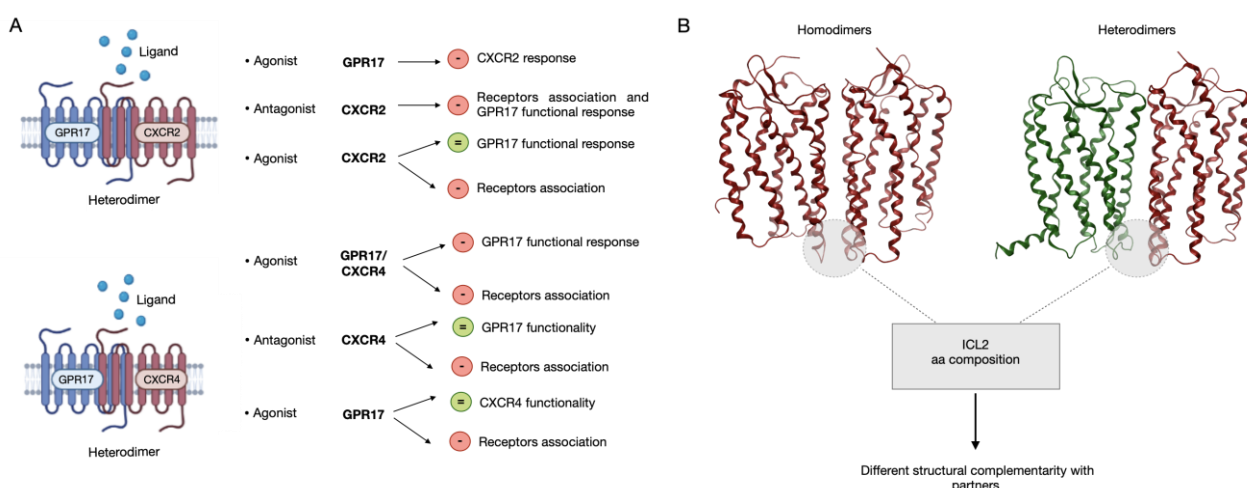 A
Ligand
GPR17
CXCR2
Heterodimer
• Agonist GPR17 - CXCR2 response
• Antagonist CXCR2 - Receptors association and
GPR17 functional response
• Agonist CXCR2 = GPR17 functional response
- Receptors association
Ligand
GPR17
CXCR4
Heterodimer
• Agonist GPR17/
CXCR4
- GPR17 functional response
- Receptors association
• Antagonist CXCR4 = GPR17 functionality
- Receptors association
• Agonist GPR17 = CXCR4 functionality
- Receptors association
B
Homodimers
Heterodimers
ICL2
aa composition
Different structural complementarity with
partners